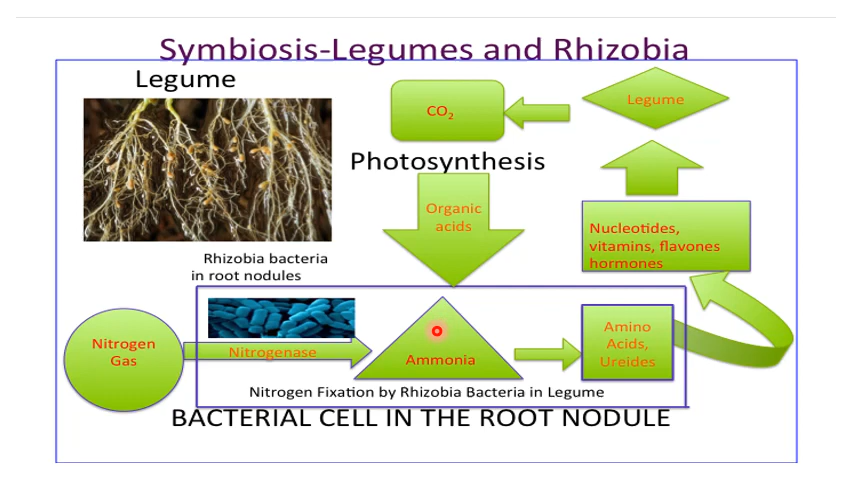 Symbiosis-Legumes and Rhizobia
Legume
CO₂
Legume
Photosynthesis
Organic
acids
Nucleotides,
vitamins, flavones
hormones
Rhizobia bacteria
in root nodules
Nitrogen
Gas
Nitrogenase
Ammonia
Amino
Acids,
Ureides
Nitrogen Fixation by Rhizobia Bacteria in Legume
BACTERIAL CELL IN THE ROOT NODULE